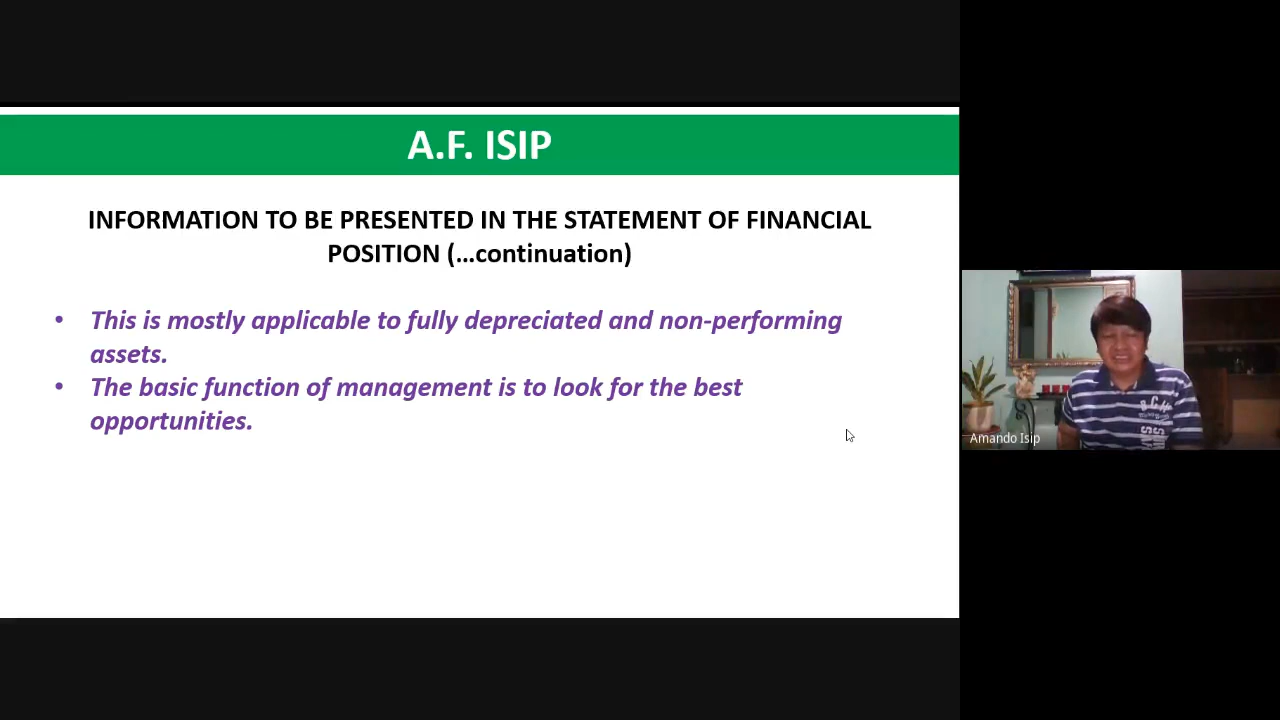 A.F. ISIP
INFORMATION TO BE PRESENTED IN THE STATEMENT OF FINANCIAL
POSITION (...continuation)
• This is mostly applicable to fully depreciated and non-performing
assets.
• The basic function of management is to look for the best
opportunities.
Amando Isip